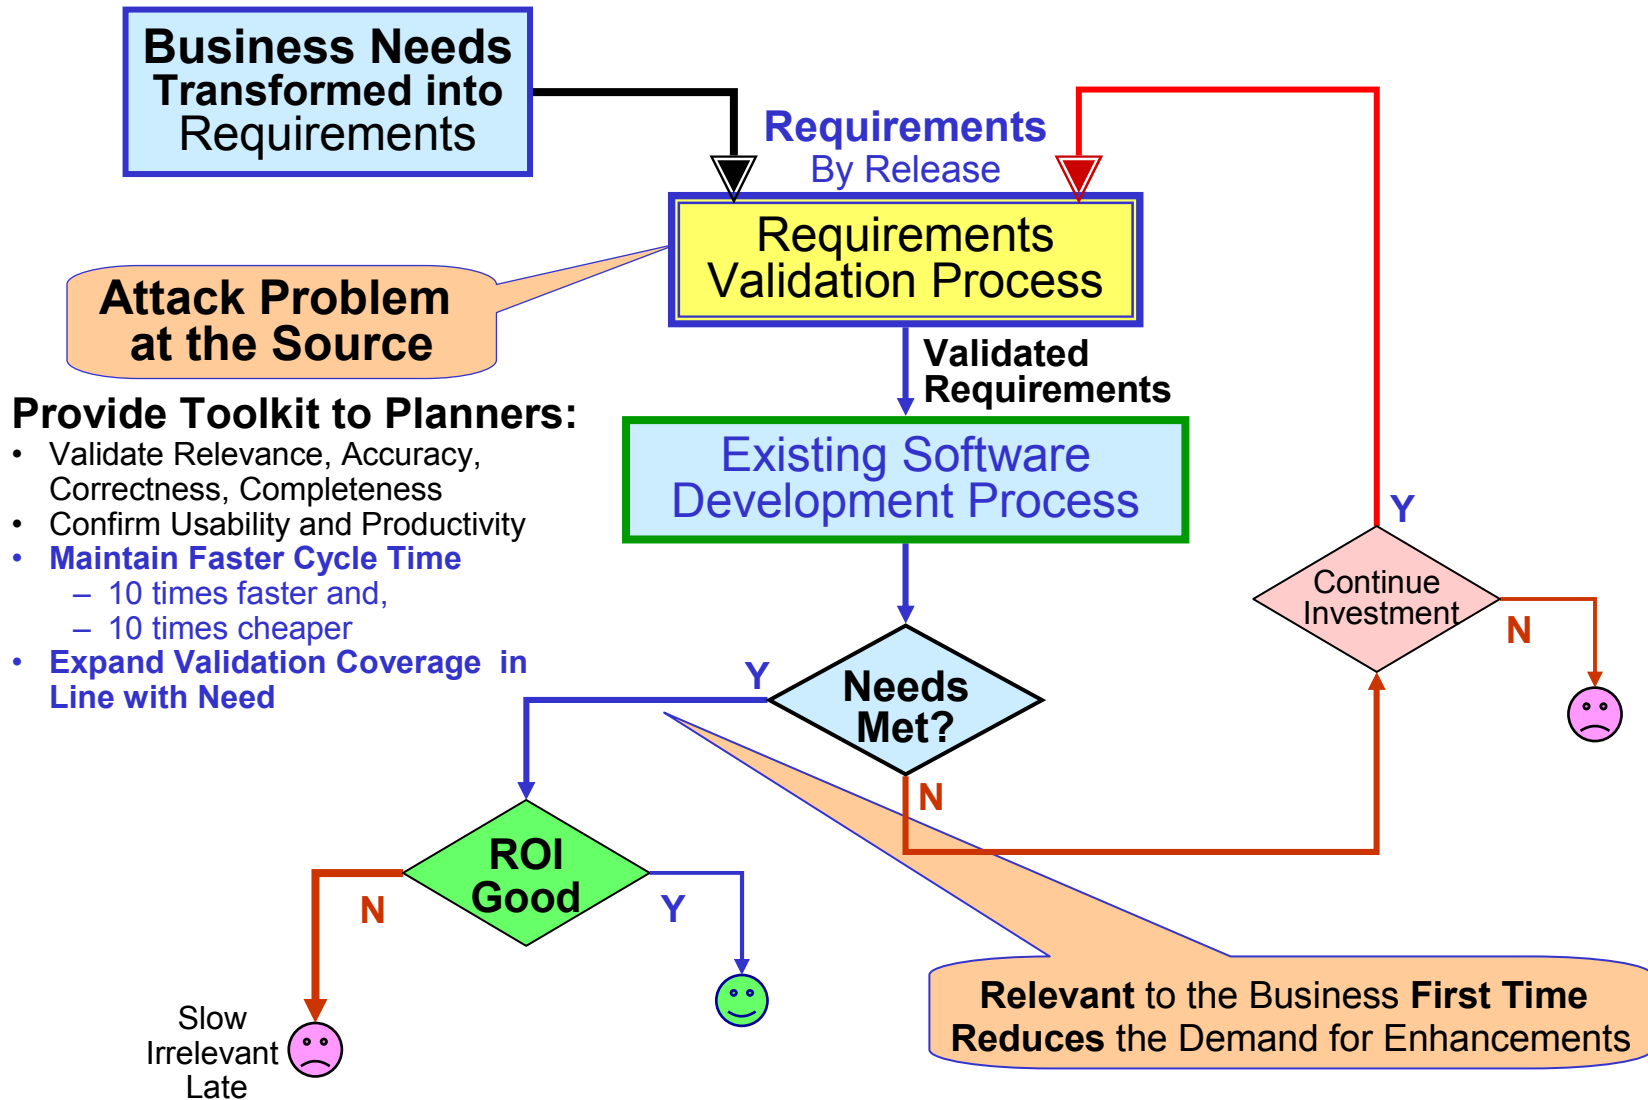 Business Needs
Transformed into
Requirements
Requirements
By Release
Requirements
Validation Process
Attack Problem
at the Source
Validated
Requirements
Provide Toolkit to Planners:
• Validate Relevance, Accuracy,
Correctness, Completeness
• Confirm Usability and Productivity
• Maintain Faster Cycle Time
– 10 times faster and,
– 10 times cheaper
• Expand Validation Coverage in
Line with Need
Existing Software
Development Process
Y
Continue
Investment
N
Y
Needs
Met?
N
ROI
Good
N
Y
Slow
Irrelevant
Late
Relevant to the Business First Time
Reduces the Demand for Enhancements